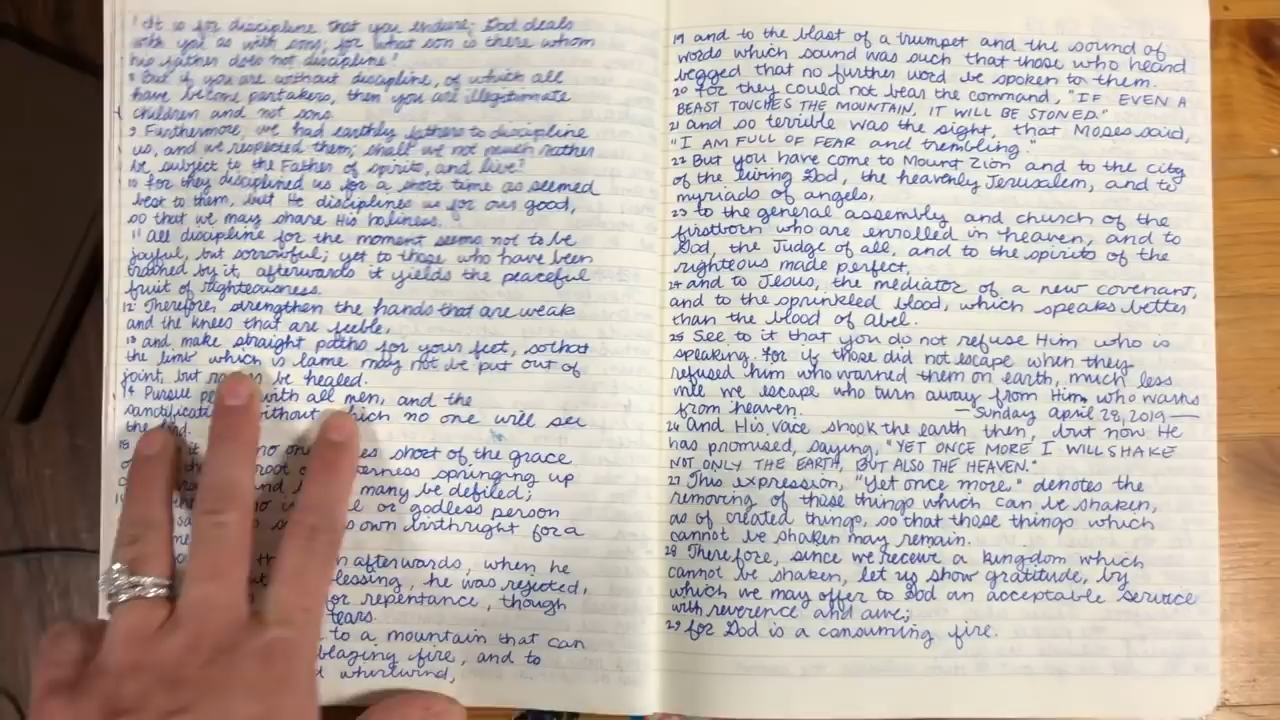 It is for discipline that you endure; God deals
with you as with sons; for what son is there whom
his father does not discipline?
8 But if you are without discipline, of which all
have become partakers, then you are illegitimate
children and not sons.
9 Furthermore, we had earthly fathers to discipline
us, and we respected them; shall we not much rather
be subject to the Father of spirits, and live?
10 For they disciplined us for a short time as seemed
best to them, but He disciplines us for our good,
so that we may share His holiness.
11 All discipline for the moment seems not to be
joyful, but sorrowful; yet to those who have been
trained by it, afterwards it yields the peaceful
fruit of righteousness.
12 Therefore, strengthen the hands that are weak
and the knees that are feeble,
13 and make straight paths for your feet, so that
the limb which is lame may not be put out of
joint, but be healed.
14 Pursue with all men, and the
without which no one will see
the
no short of the grace
root springing up
many be defiled;
or godless person
own birthright for a
afterwards, when he
he was rejected,
for repentance, though
tears.
to a mountain that can
blazing fire, and to
whirlwind,
19 and to the blast of a trumpet and the sound of
words which sound was such that those who heard
begged that no further word be spoken to them.
20 For they could not bear the command, "IF EVEN A
BEAST TOUCHES THE MOUNTAIN, IT WILL BE STONED."
21 And so terrible was the sight, that Moses said,
"I AM FULL OF FEAR and trembling."
22 But you have come to Mount Zion and to the city
of the living God, the heavenly Jerusalem, and to
myriads of angels,
23 to the general assembly and church of the
firstborn who are enrolled in heaven, and to
God, the Judge of all, and to the spirits of the
righteous made perfect,
24 and to Jesus, the mediator of a new covenant,
and to the sprinkled blood, which speaks better
than the blood of Abel.
25 See to it that you do not refuse Him who is
speaking. For if those did not escape when they
refused him who warned them on earth, much less
will we escape who turn away from Him who warns
from heaven. — Sunday April 28, 2019 —
26 And His voice shook the earth then, but now He
has promised, saying, "YET ONCE MORE I WILL SHAKE
NOT ONLY THE EARTH, BUT ALSO THE HEAVEN."
27 This expression, "Yet once more," denotes the
removing of those things which can be shaken,
as of created things, so that those things which
cannot be shaken may remain.
28 Therefore, since we receive a kingdom which
cannot be shaken, let us show gratitude, by
which we may offer to God an acceptable service
with reverence and awe;
29 for God is a consuming fire.